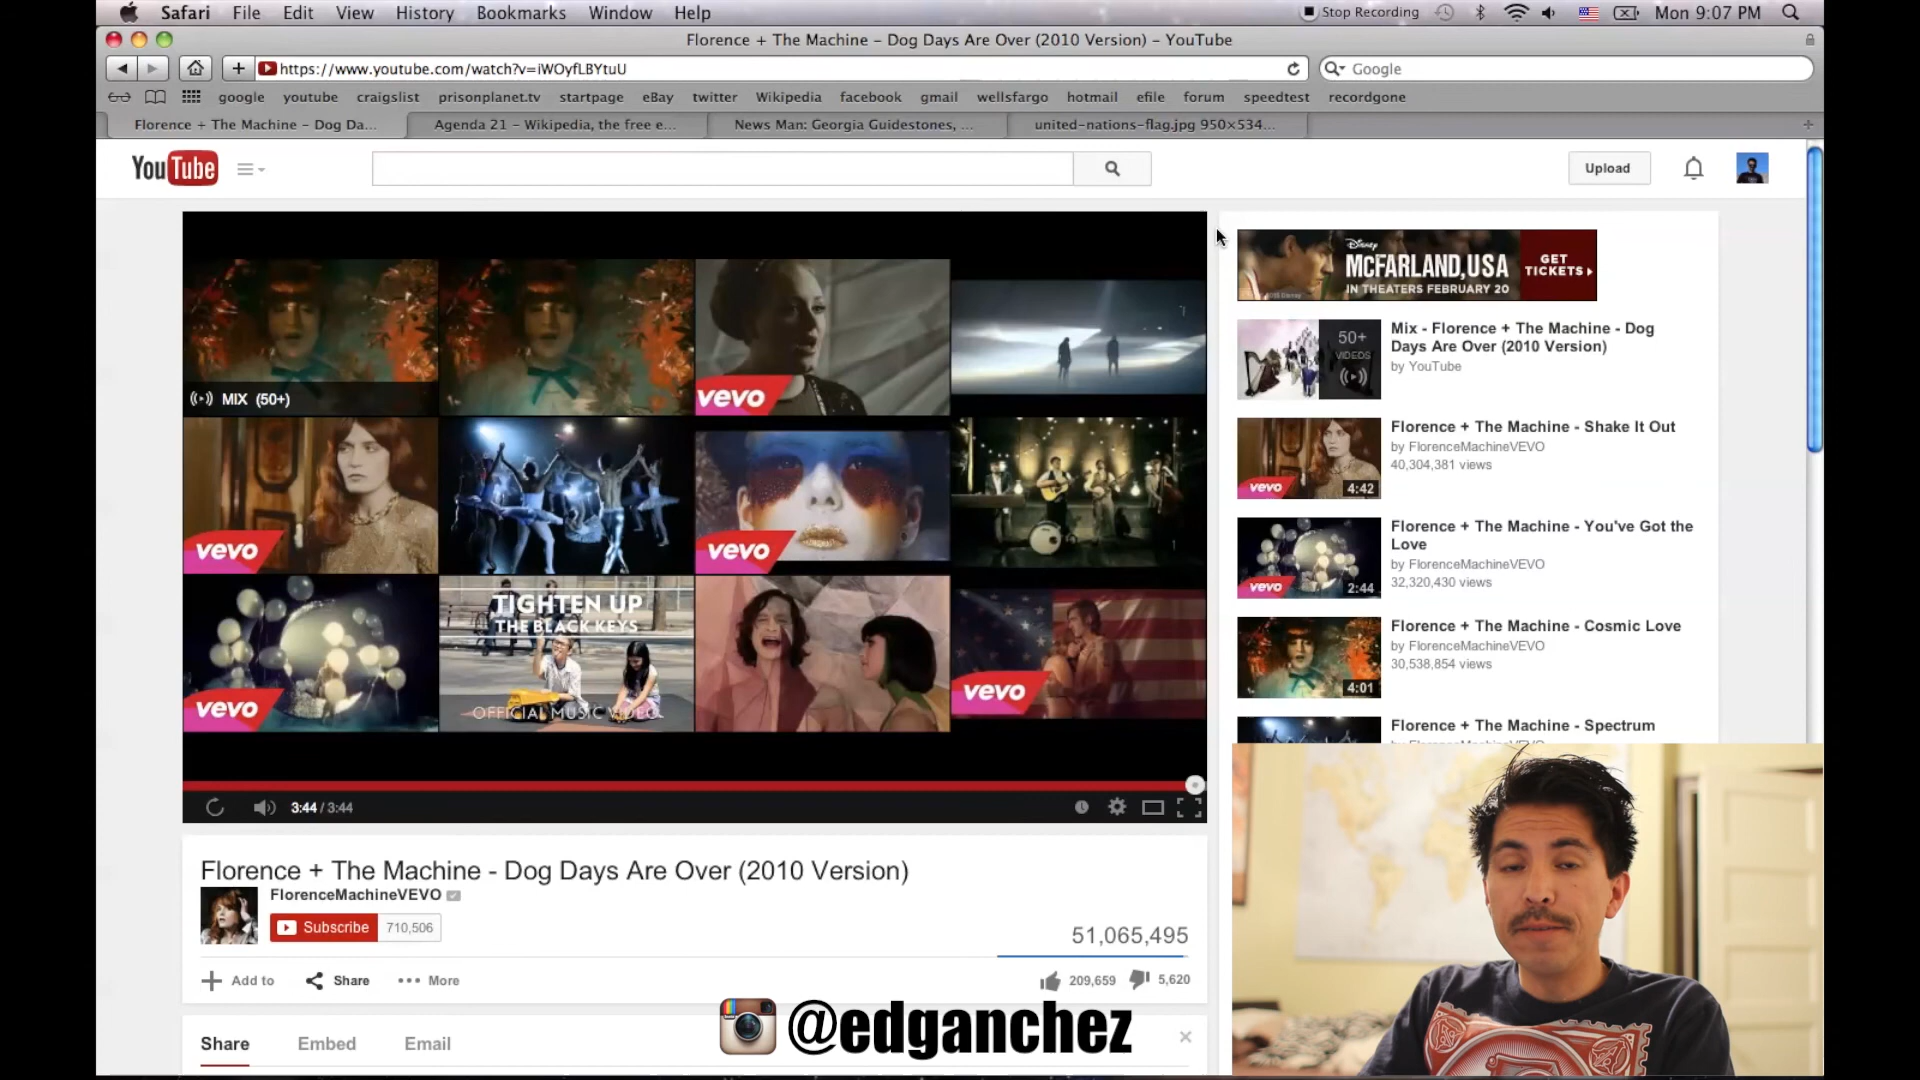 Safari File Edit View History Bookmarks Window Help Stop Recording Mon 9:07 PM
Florence + The Machine – Dog Days Are Over (2010 Version) – YouTube
https://www.youtube.com/watch?v=iWOyfLBYtuU Google
google youtube craigslist prisonplanet.tv startpage eBay twitter Wikipedia facebook gmail wellsfargo hotmail efile forum speedtest recordgone
Florence + The Machine – Dog Da... Agenda 21 – Wikipedia, the free e... News Man: Georgia Guidestones, ... united-nations-flag.jpg 950×534...
YouTube Upload
Disney
McFARLAND, USA
IN THEATERS FEBRUARY 20
GET
TICKETS
MIX (50+)
vevo
vevo
vevo
vevo
TIGHTEN UP
THE BLACK KEYS
OFFICIAL MUSIC VIDEO
vevo
3:44 / 3:44
50+
VIDEOS
Mix - Florence + The Machine - Dog
Days Are Over (2010 Version)
by YouTube
Florence + The Machine - Shake It Out
by FlorenceMachineVEVO
40,304,381 views
vevo 4:42
Florence + The Machine - You've Got the
Love
by FlorenceMachineVEVO
32,320,430 views
vevo 2:44
Florence + The Machine - Cosmic Love
by FlorenceMachineVEVO
30,538,854 views
4:01
Florence + The Machine - Spectrum
Florence + The Machine - Dog Days Are Over (2010 Version)
FlorenceMachineVEVO
Subscribe 710,506
51,065,495
Add to Share More 209,659 5,620
@edganchez
Share Embed Email